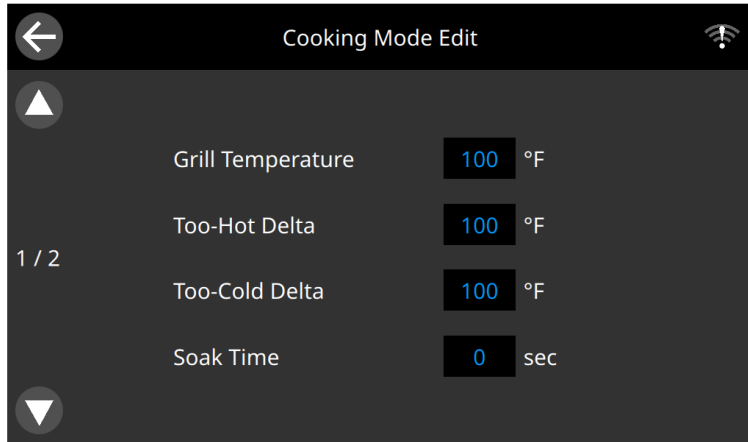 Cooking Mode Edit
Grill Temperature 100 °F
Too-Hot Delta 100 °F
1 / 2
Too-Cold Delta 100 °F
Soak Time 0 sec